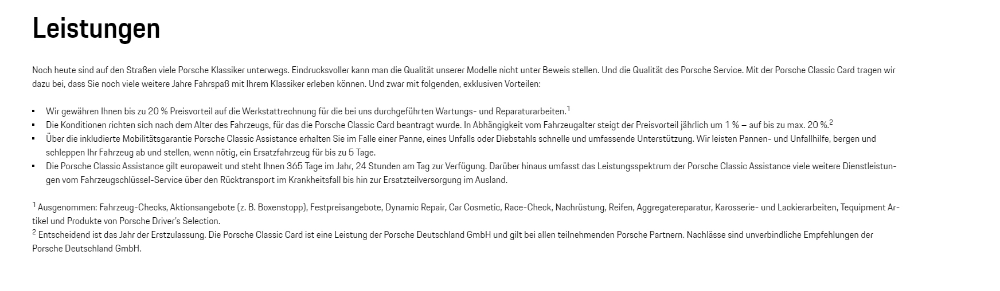 Leistungen
Noch heute sind auf den Straßen viele Porsche Klassiker unterwegs. Eindrucksvoller kann man die Qualität unserer Modelle nicht unter Beweis stellen. Und die Qualität des Porsche Service. Mit der Porsche Classic Card tragen wir
dazu bei, dass Sie noch viele weitere Jahre Fahrspaß mit Ihrem Klassiker erleben können. Und zwar mit folgenden, exklusiven Vorteilen:
▪ Wir gewähren Ihnen bis zu 20 % Preisvorteil auf die Werkstattrechnung für die bei uns durchgeführten Wartungs- und Reparaturarbeiten.¹
▪ Die Konditionen richten sich nach dem Alter des Fahrzeugs, für das die Porsche Classic Card beantragt wurde. In Abhängigkeit vom Fahrzeugalter steigt der Preisvorteil jährlich um 1 % – auf bis zu max. 20 %.²
▪ Über die inkludierte Mobilitätsgarantie Porsche Classic Assistance erhalten Sie im Falle einer Panne, eines Unfalls oder Diebstahls schnelle und umfassende Unterstützung. Wir leisten Pannen- und Unfallhilfe, bergen und
schleppen Ihr Fahrzeug ab und stellen, wenn nötig, ein Ersatzfahrzeug für bis zu 5 Tage.
▪ Die Porsche Classic Assistance gilt europaweit und steht Ihnen 365 Tage im Jahr, 24 Stunden am Tag zur Verfügung. Darüber hinaus umfasst das Leistungsspektrum der Porsche Classic Assistance viele weitere Dienstleistun-
gen vom Fahrzeugschlüssel-Service über den Rücktransport im Krankheitsfall bis hin zur Ersatzteilversorgung im Ausland.
¹ Ausgenommen: Fahrzeug-Checks, Aktionsangebote (z. B. Boxenstopp), Festpreisangebote, Dynamic Repair, Car Cosmetic, Race-Check, Nachrüstung, Reifen, Aggregatereparatur, Karosserie- und Lackierarbeiten, Tequipment Ar-
tikel und Produkte von Porsche Driver's Selection.
² Entscheidend ist das Jahr der Erstzulassung. Die Porsche Classic Card ist eine Leistung der Porsche Deutschland GmbH und gilt bei allen teilnehmenden Porsche Partnern. Nachlässe sind unverbindliche Empfehlungen der
Porsche Deutschland GmbH.